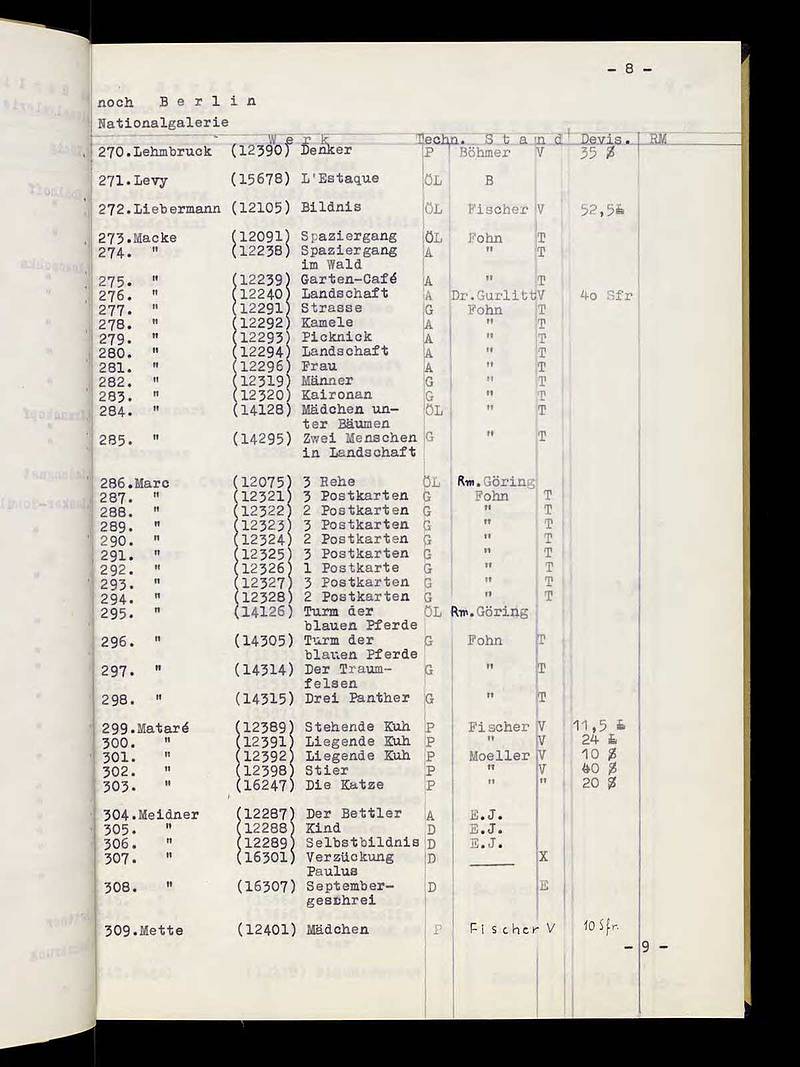 - 8 -
noch B e r l i n
Nationalgalerie
W e r k Techn. S t a n d Devis. RM
270.Lehmbruck (12390) Denker P Böhmer V 35 $
271.Levy (15678) L'Estaque ÖL B
272.Liebermann (12105) Bildnis ÖL Fischer V 52,5£
273.Macke (12091) Spaziergang ÖL Fohn T
274. " (12238) Spaziergang A " T
im Wald
275. " (12239) Garten-Café A " T
276. " (12240) Landschaft A Dr.Gurlitt V 4o Sfr
277. " (12291) Strasse G Fohn T
278. " (12292) Kamele A " T
279. " (12293) Picknick A " T
280. " (12294) Landschaft A " T
281. " (12296) Frau A " T
282. " (12319) Männer G " T
283. " (12320) Kaironan G " T
284. " (14128) Mädchen un- ÖL " T
ter Bäumen
285. " (14295) Zwei Menschen G " T
in Landschaft
286.Marc (12075) 3 Rehe ÖL Rm.Göring
287. " (12321) 3 Postkarten G Fohn T
288. " (12322) 2 Postkarten G " T
289. " (12323) 3 Postkarten G " T
290. " (12324) 2 Postkarten G " T
291. " (12325) 3 Postkarten G " T
292. " (12326) 1 Postkarte G " T
293. " (12327) 3 Postkarten G " T
294. " (12328) 2 Postkarten G " T
295. " (14126) Turm der ÖL Rm.Göring
blauen Pferde
296. " (14305) Turm der G Fohn T
blauen Pferde
297. " (14314) Der Traum- G " T
felsen
298. " (14315) Drei Panther G " T
299.Mataré (12389) Stehende Kuh P Fischer V 11,5 £
300. " (12391) Liegende Kuh P " V 24 £
301. " (12392) Liegende Kuh P Moeller V 10 $
302. " (12398) Stier P " V 40 $
303. " (16247) Die Katze P " " 20 $
304.Meidner (12287) Der Bettler A E.J.
305. " (12288) Kind D E.J.
306. " (12289) Selbstbildnis D E.J.
307. " (16301) Verzückung D ____ X
Paulus
308. " (16307) September- D E
geschrei
309.Mette (12401) Mädchen P Fischer V 10 Sfr.
- 9 -